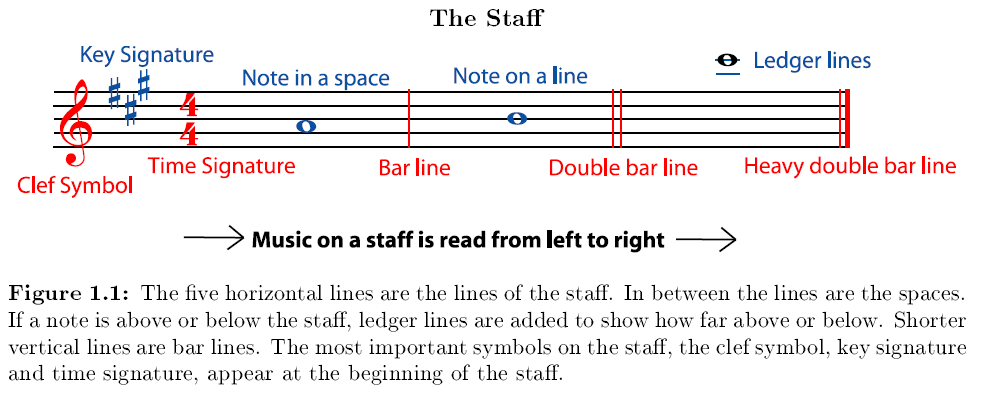 The Staff
Key Signature
Note in a space
Note on a line
Ledger lines
4
4
Clef Symbol
Time Signature
Bar line
Double bar line
Heavy double bar line
Music on a staff is read from left to right
Figure 1.1: The five horizontal lines are the lines of the staff. In between the lines are the spaces.
If a note is above or below the staff, ledger lines are added to show how far above or below. Shorter
vertical lines are bar lines. The most important symbols on the staff, the clef symbol, key signature
and time signature, appear at the beginning of the staff.